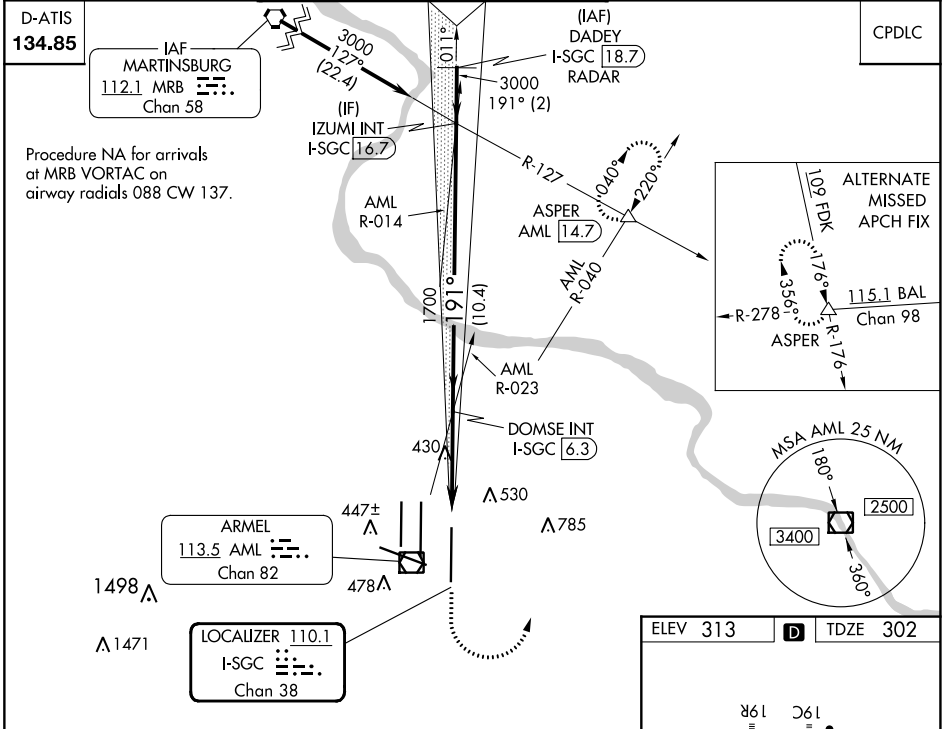 D-ATIS
134.85
IAF
MARTINSBURG
112.1 MRB
Chan 58
3000
127°
(22.4)
011°
(IAF)
DADEY
I-SGC 18.7
RADAR
3000
191° (2)
CPDLC
(IF)
IZUMI INT
I-SGC 16.7
Procedure NA for arrivals
at MRB VORTAC on
airway radials 088 CW 137.
R-127
AML
R-014
040°
220°
ASPER
AML 14.7
AML
R-040
1700
191°
(10.4)
AML
R-023
DOMSE INT
I-SGC 6.3
109 FDK
ALTERNATE
MISSED
APCH FIX
176°
356°
115.1 BAL
Chan 98
R-278
ASPER
R-176
430
530
447±
785
ARMEL
113.5 AML
Chan 82
478
1498
1471
LOCALIZER 110.1
I-SGC
Chan 38
MSA AML 25 NM
180°
2500
3400
360°
ELEV 313
D
TDZE 302
19R
19C